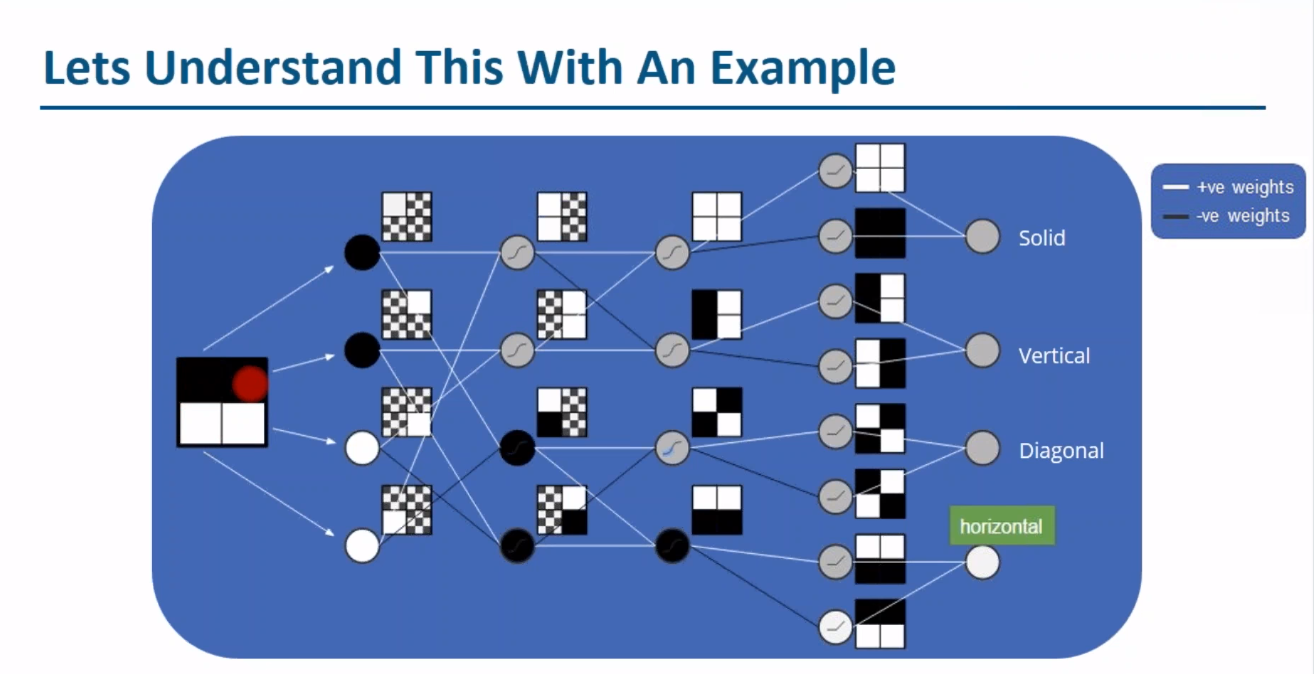 Lets Understand This With An Example
+ve weights
-ve weights
Solid
Vertical
Diagonal
horizontal